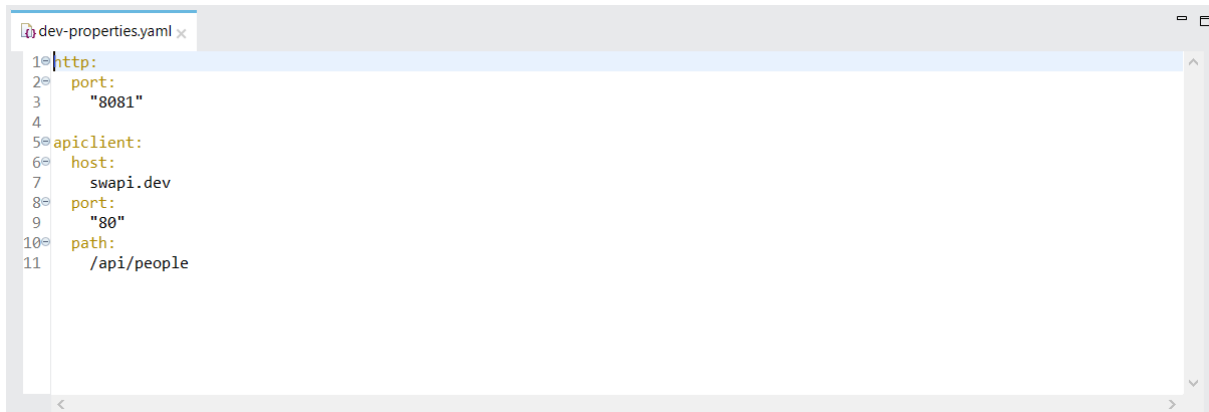 dev-properties.yaml
1 http:
2   port:
3     "8081"
4
5 apiclient:
6   host:
7     swapi.dev
8   port:
9     "80"
10   path:
11     /api/people